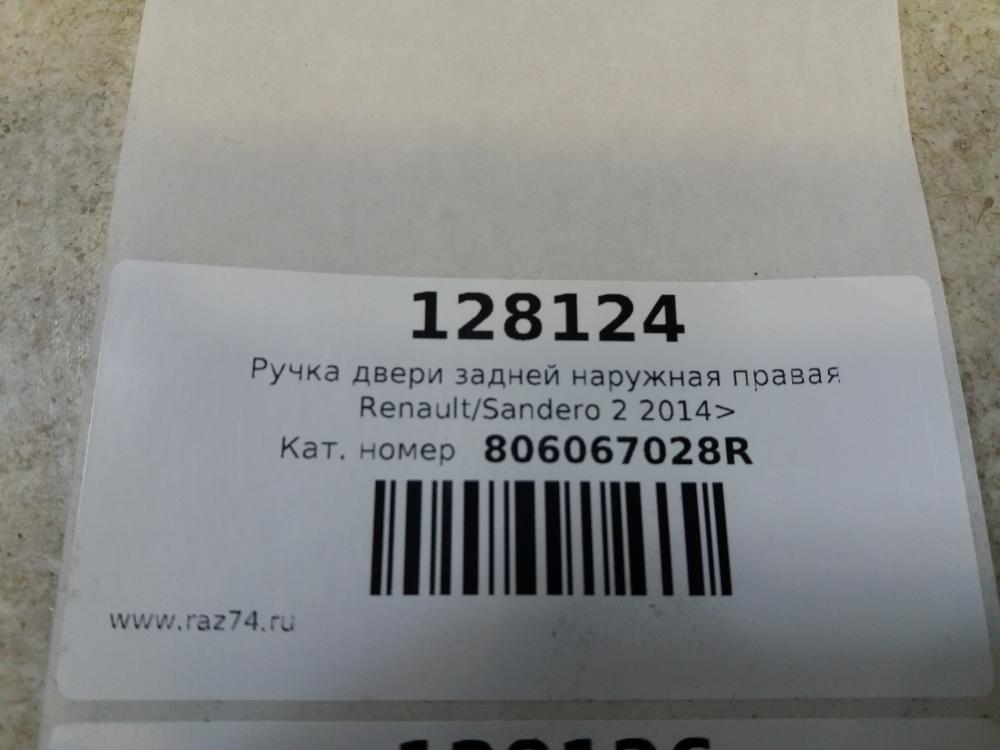 128124
Ручка двери задней наружная правая
Renault/Sandero 2 2014>
Кат. номер 806067028R
www.raz74.ru